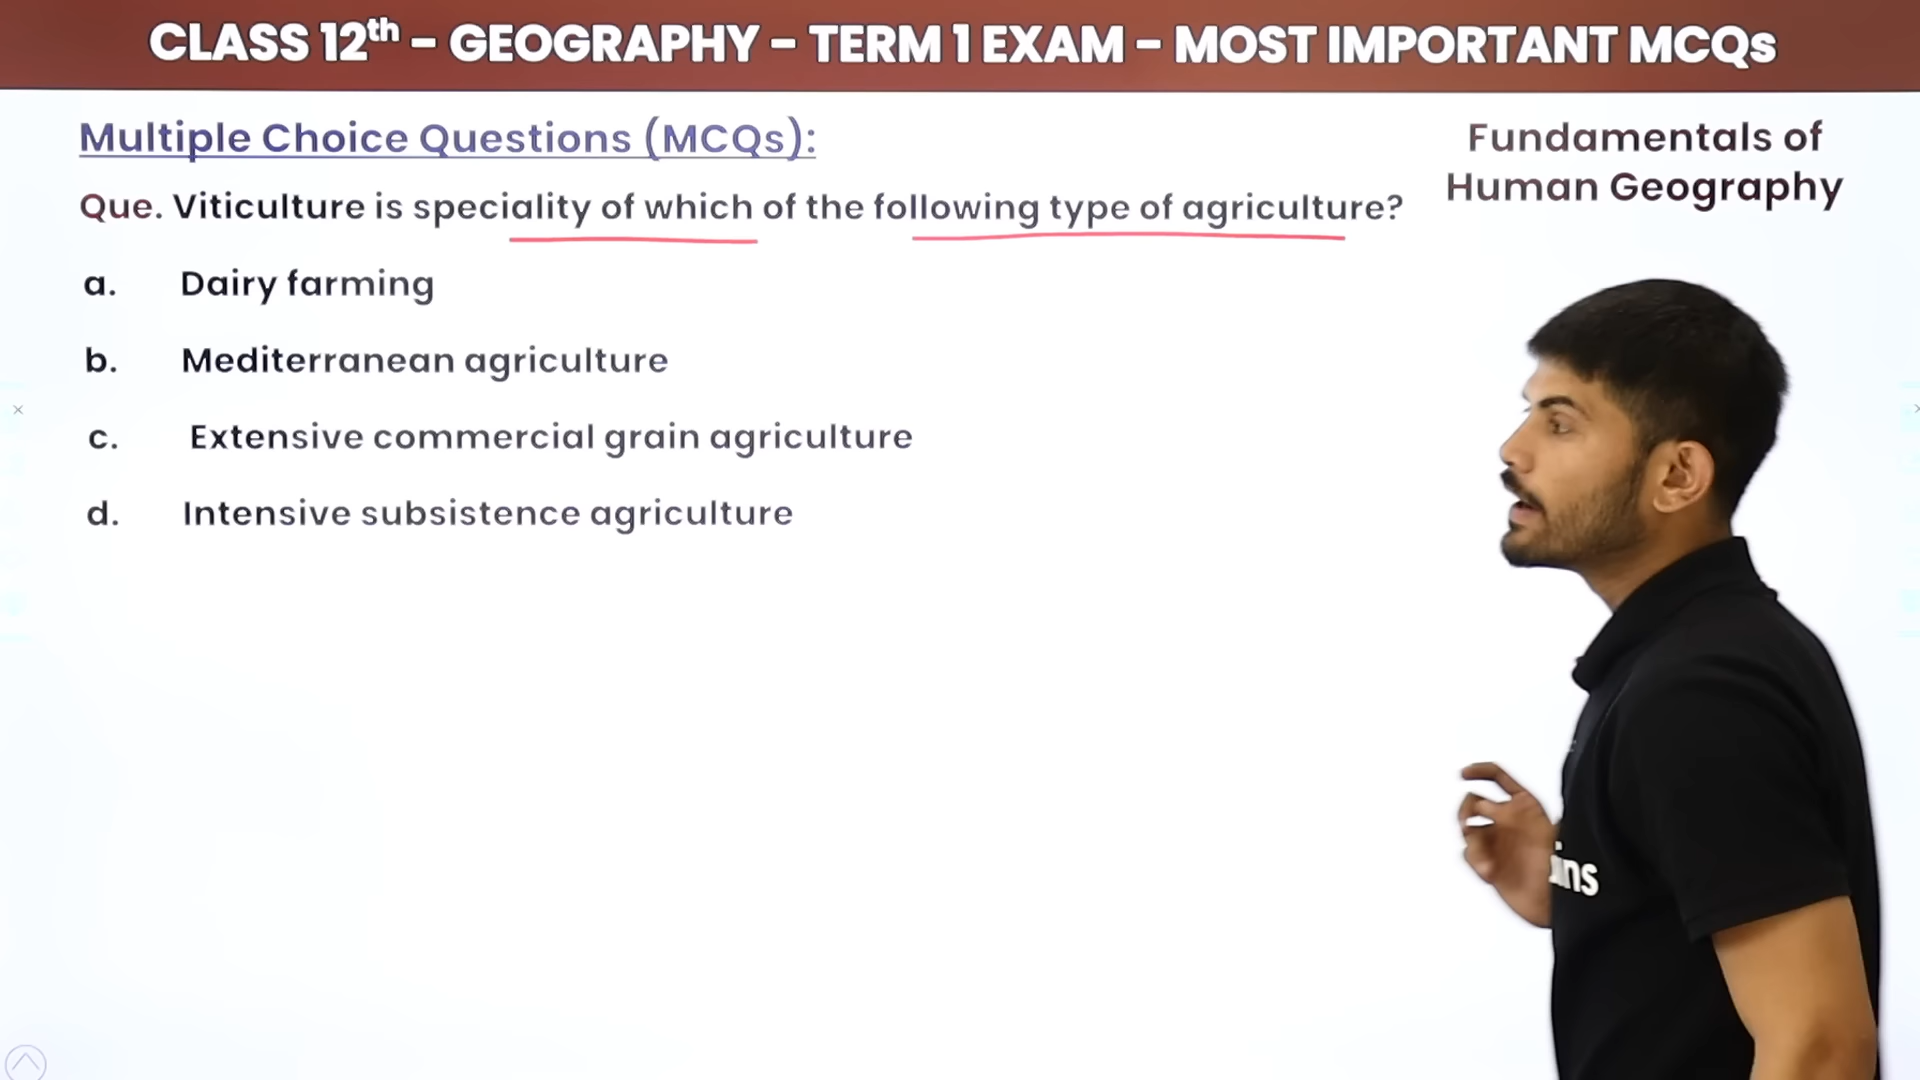 CLASS 12th - GEOGRAPHY - TERM 1 EXAM - MOST IMPORTANT MCQs
Multiple Choice Questions (MCQs):
Fundamentals of
Human Geography
Que. Viticulture is speciality of which of the following type of agriculture?
a. Dairy farming
b. Mediterranean agriculture
c. Extensive commercial grain agriculture
d. Intensive subsistence agriculture